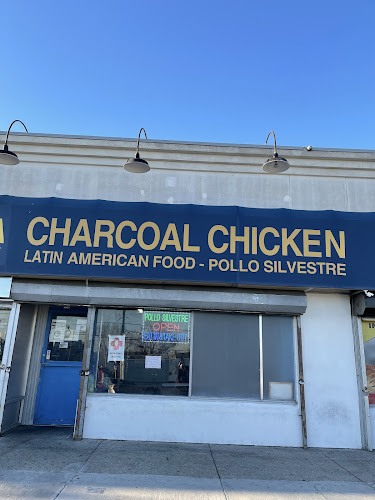 CHARCOAL CHICKEN
LATIN AMERICAN FOOD - POLLO SILVESTRE
POLLO SILVESTRE
OPEN